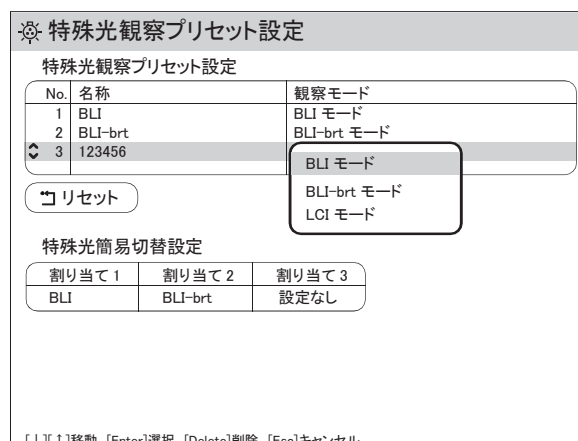 特殊光観察プリセット設定
特殊光観察プリセット設定
No. 名称 観察モード
1 BLI BLI モード
2 BLI-brt BLI-brt モード
3 123456
BLI モード
BLI-brt モード
LCI モード
リセット
特殊光簡易切替設定
割り当て 1 割り当て 2 割り当て 3
BLI BLI-brt 設定なし
[↓][↑]移動 [Enter]選択 [Delete]削除 [Esc]キャンセル